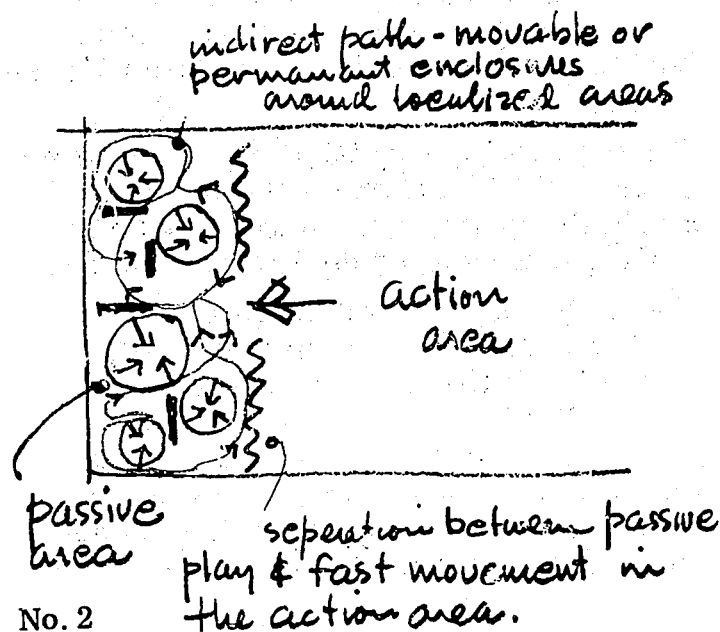 indirect path - movable or
permanant enclosures
around localized areas
action
area
passive
area
seperation between passive
play & fast movement in
the action area.
No. 2